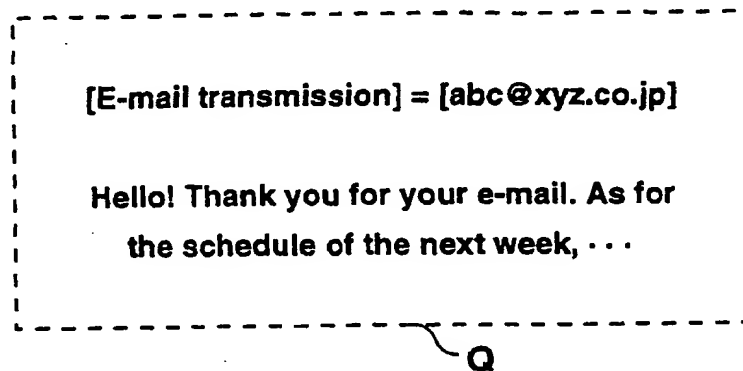 [E-mail transmission] = [abc@xyz.co.jp]
Hello! Thank you for your e-mail. As for
the schedule of the next week, · · ·
Q